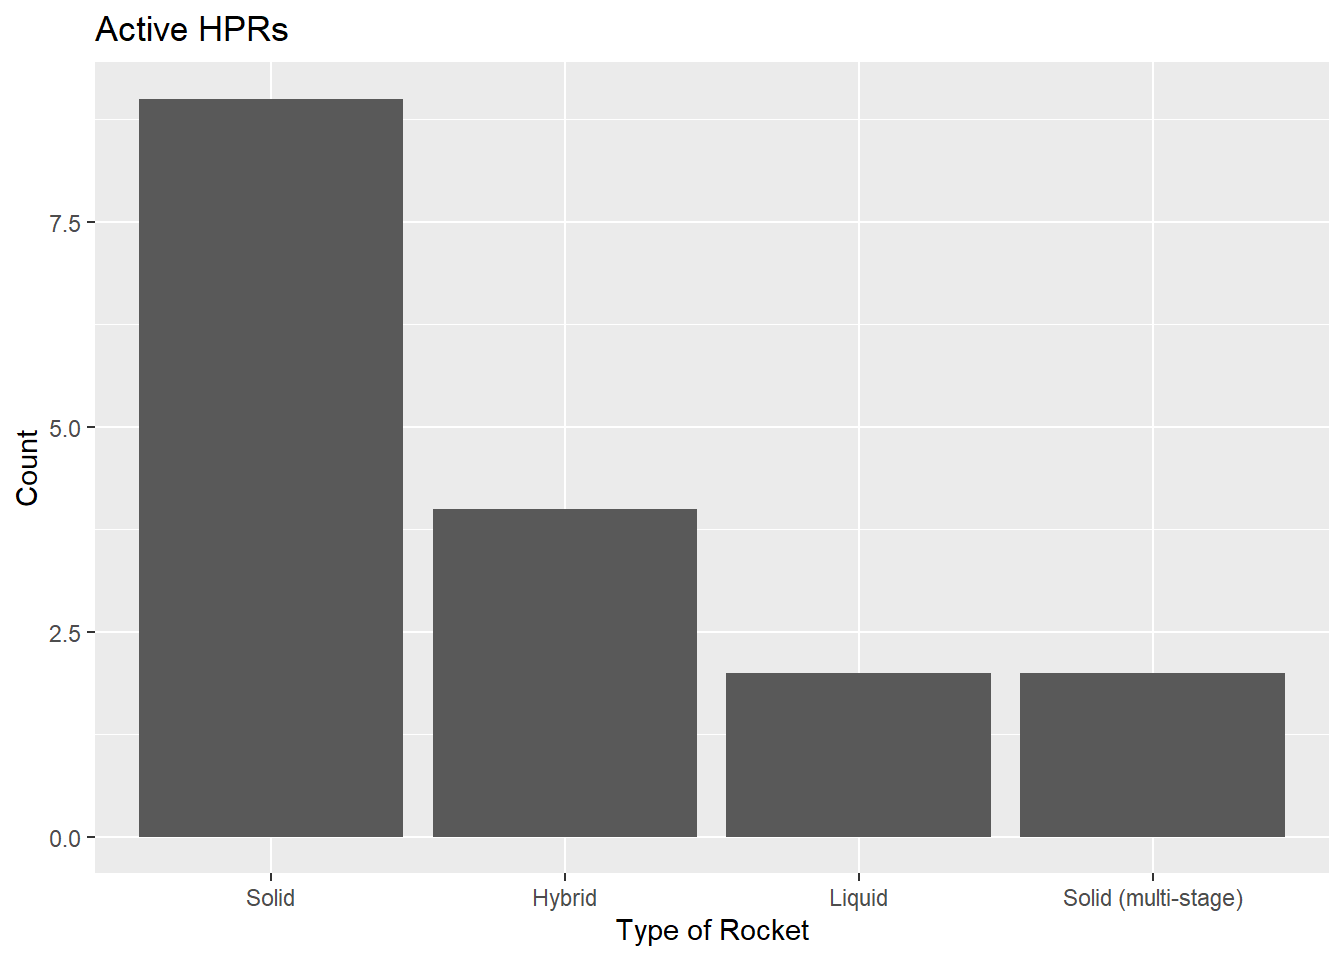 Active HPRs
Count
7.5
5.0
2.5
0.0
Solid
Hybrid
Liquid
Solid (multi-stage)
Type of Rocket